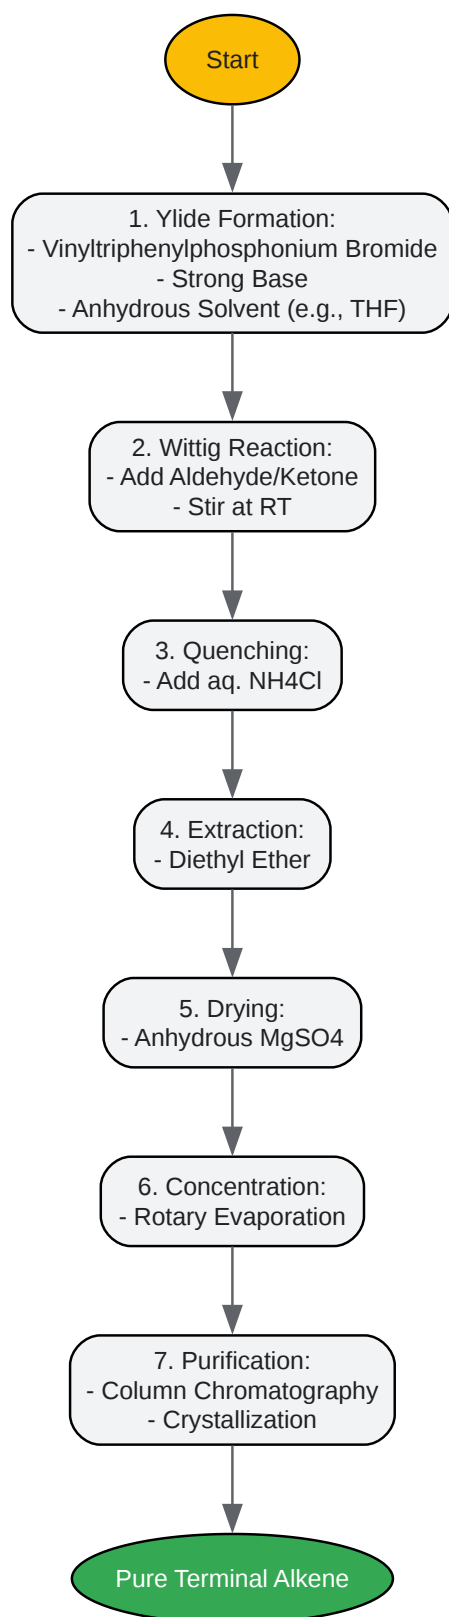 Start
1. Ylide Formation:
- Vinyltriphenylphosphonium Bromide
- Strong Base
- Anhydrous Solvent (e.g., THF)
2. Wittig Reaction:
- Add Aldehyde/Ketone
- Stir at RT
3. Quenching:
- Add aq. NH4Cl
4. Extraction:
- Diethyl Ether
5. Drying:
- Anhydrous MgSO4
6. Concentration:
- Rotary Evaporation
7. Purification:
- Column Chromatography
- Crystallization
Pure Terminal Alkene